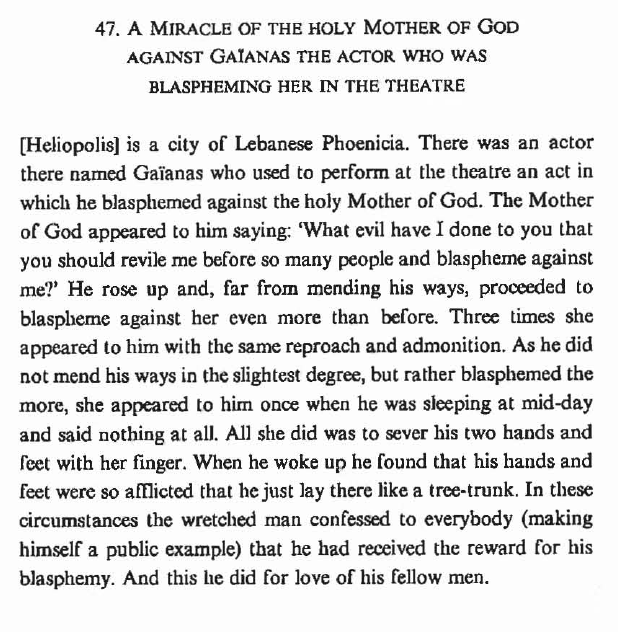 47. A MIRACLE OF THE HOLY MOTHER OF GOD
AGAINST GAÏANAS THE ACTOR WHO WAS
BLASPHEMING HER IN THE THEATRE
[Heliopolis] is a city of Lebanese Phoenicia. There was an actor
there named Gaïanas who used to perform at the theatre an act in
which he blasphemed against the holy Mother of God. The Mother
of God appeared to him saying: ‘What evil have I done to you that
you should revile me before so many people and blaspheme against
me?’ He rose up and, far from mending his ways, proceeded to
blaspheme against her even more than before. Three times she
appeared to him with the same reproach and admonition. As he did
not mend his ways in the slightest degree, but rather blasphemed the
more, she appeared to him once when he was sleeping at mid-day
and said nothing at all. All she did was to sever his two hands and
feet with her finger. When he woke up he found that his hands and
feet were so afflicted that he just lay there like a tree-trunk. In these
circumstances the wretched man confessed to everybody (making
himself a public example) that he had received the reward for his
blasphemy. And this he did for love of his fellow men.